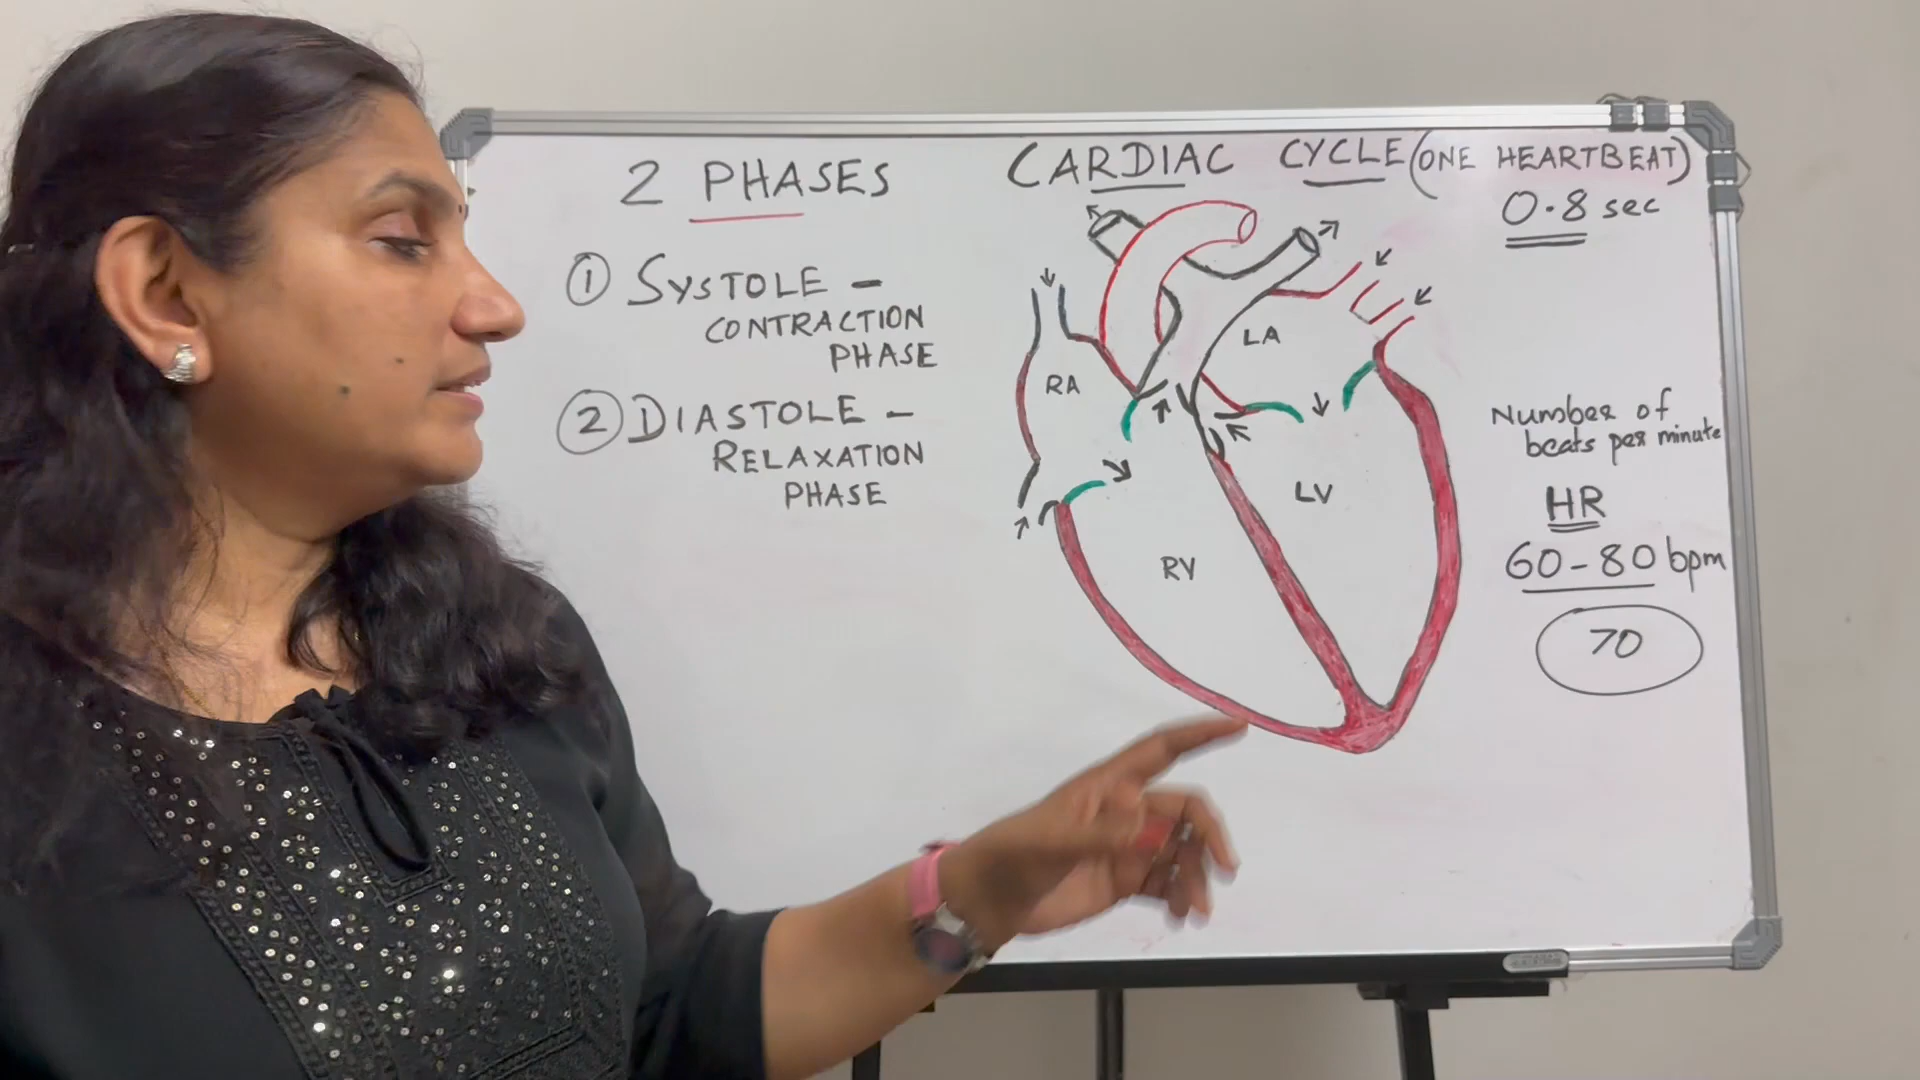 2 PHASES
① SYSTOLE -
CONTRACTION
PHASE
② DIASTOLE -
RELAXATION
PHASE
CARDIAC CYCLE (ONE HEARTBEAT)
0.8 sec
LA
RA
LV
RV
Number of
beats per minute
HR
60-80 bpm
70